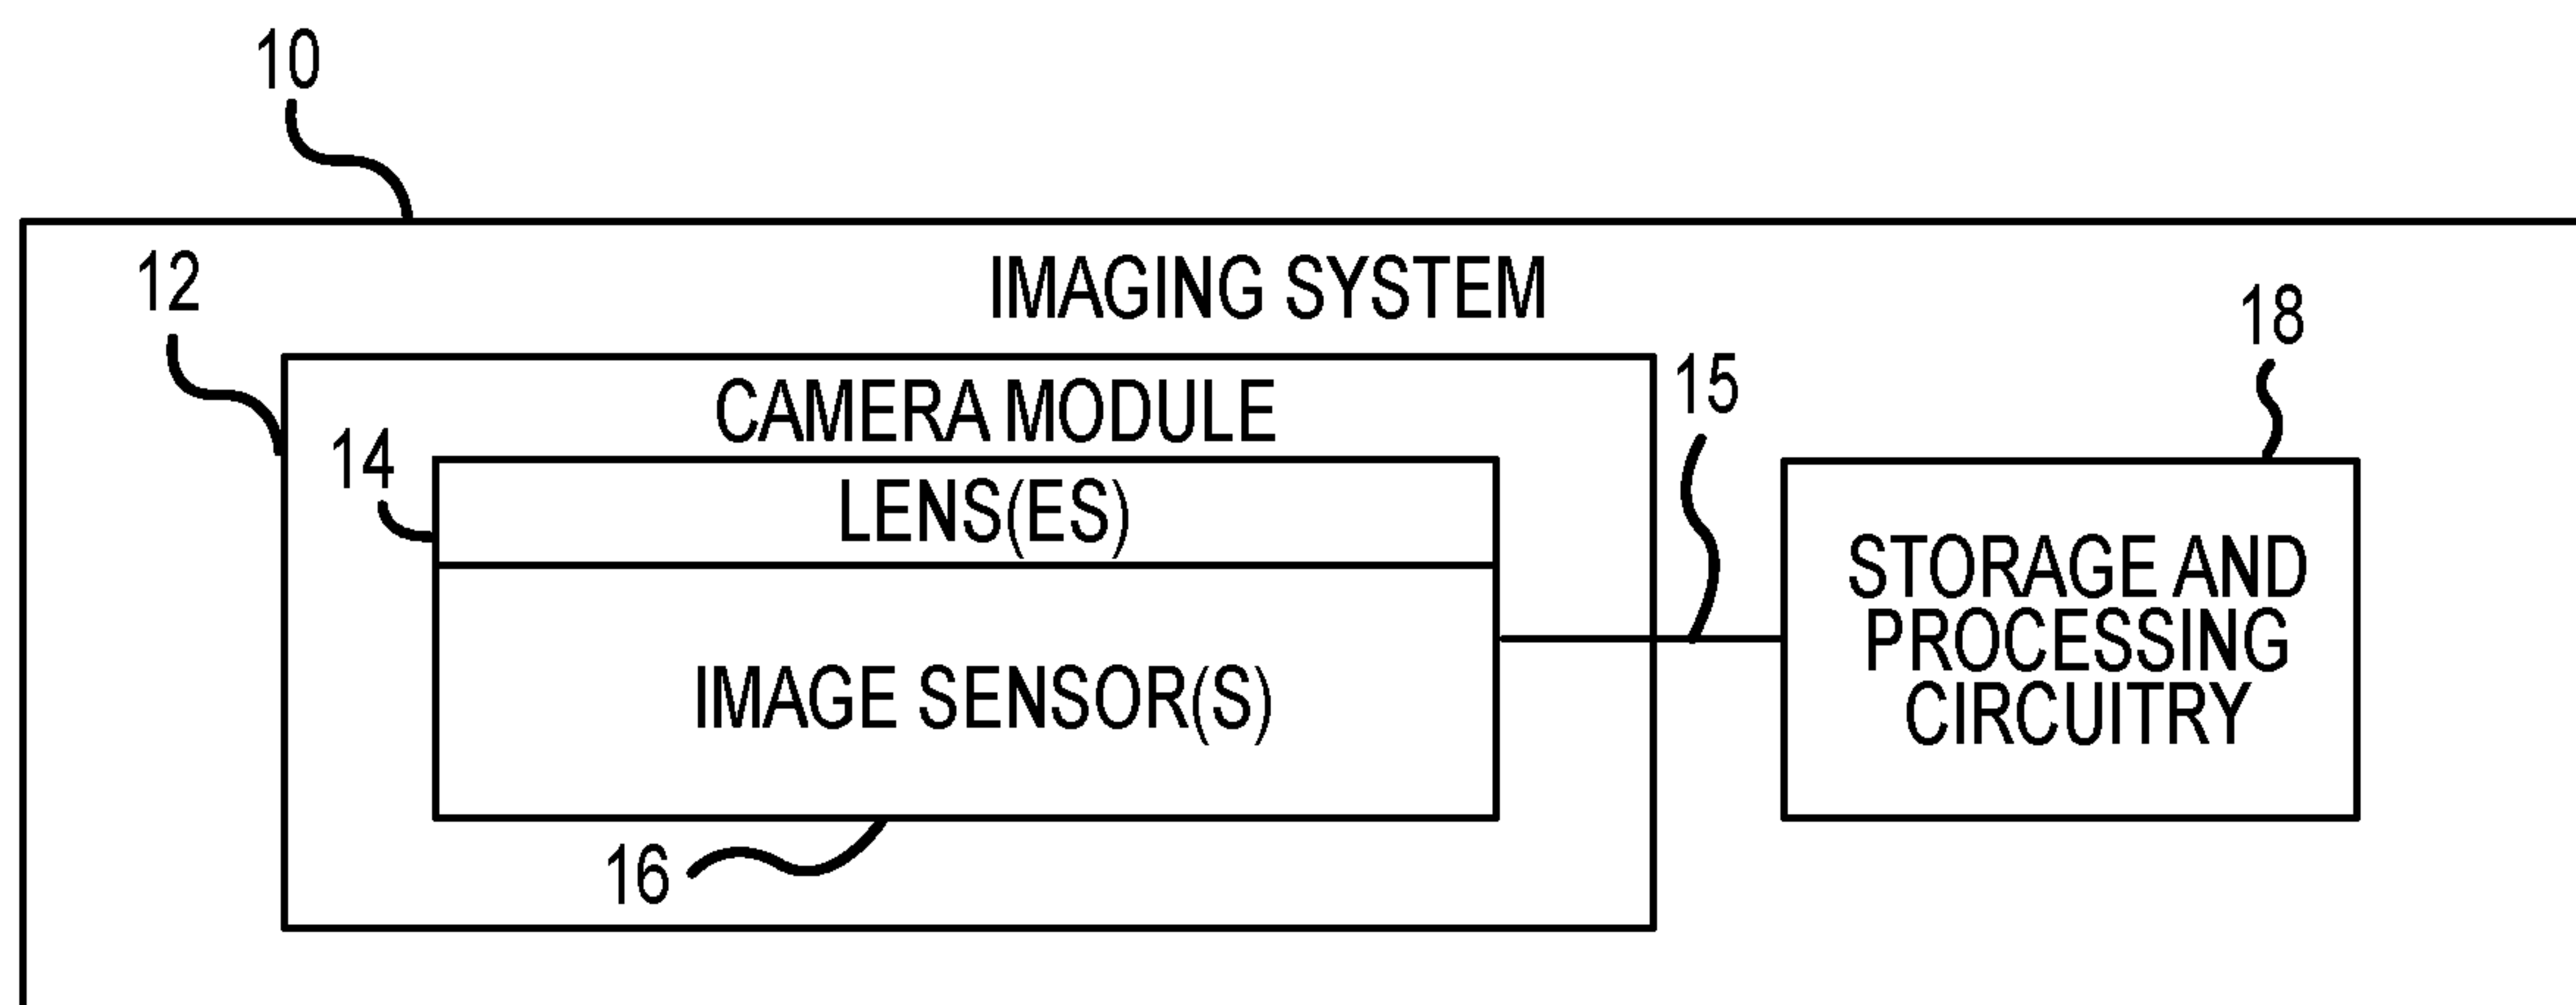 10
12
IMAGING SYSTEM
18
CAMERA MODULE
15
14
LENS(ES)
STORAGE AND
PROCESSING
CIRCUITRY
IMAGE SENSOR(S)
16